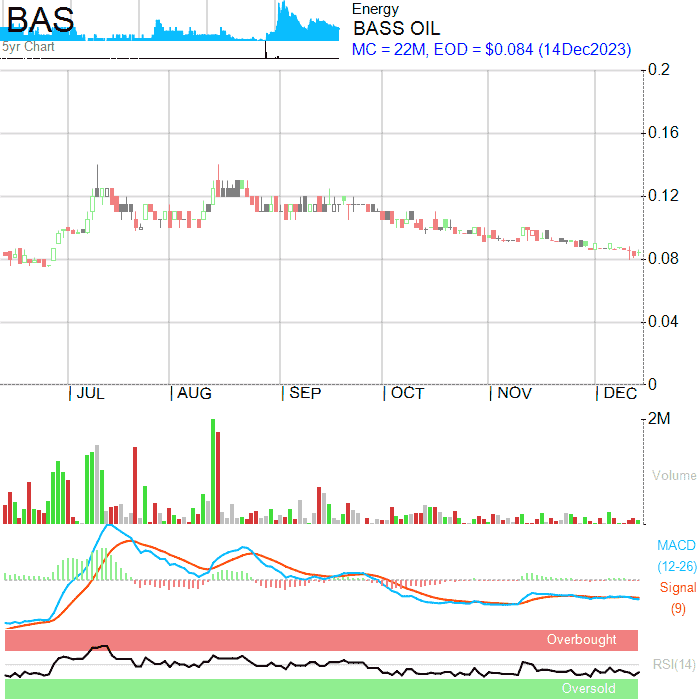 BAS
5yr Chart
Energy
BASS OIL
MC = 22M, EOD = $0.084 (14Dec2023)
0.2
0.16
0.12
0.08
0.04
0
JUL
AUG
SEP
OCT
NOV
DEC
2M
Volume
MACD
(12-26)
Signal
(9)
Overbought
RSI(14)
Oversold